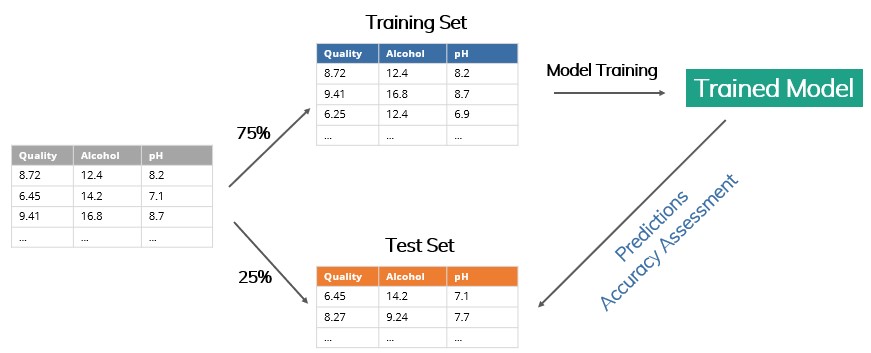 Training Set
Quality Alcohol pH
8.72 12.4 8.2
9.41 16.8 8.7
6.25 12.4 6.9
... ... ...
Model Training
Trained Model
75%
Quality Alcohol pH
8.72 12.4 8.2
6.45 14.2 7.1
9.41 16.8 8.7
... ... ...
25%
Test Set
Quality Alcohol pH
6.45 14.2 7.1
8.27 9.24 7.7
... ... ...
Predictions
Accuracy Assessment